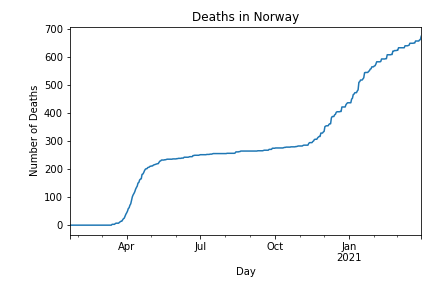 Deaths in Norway
Number of Deaths
700
600
500
400
300
200
100
0
Apr
Jul
Oct
Jan
2021
Day